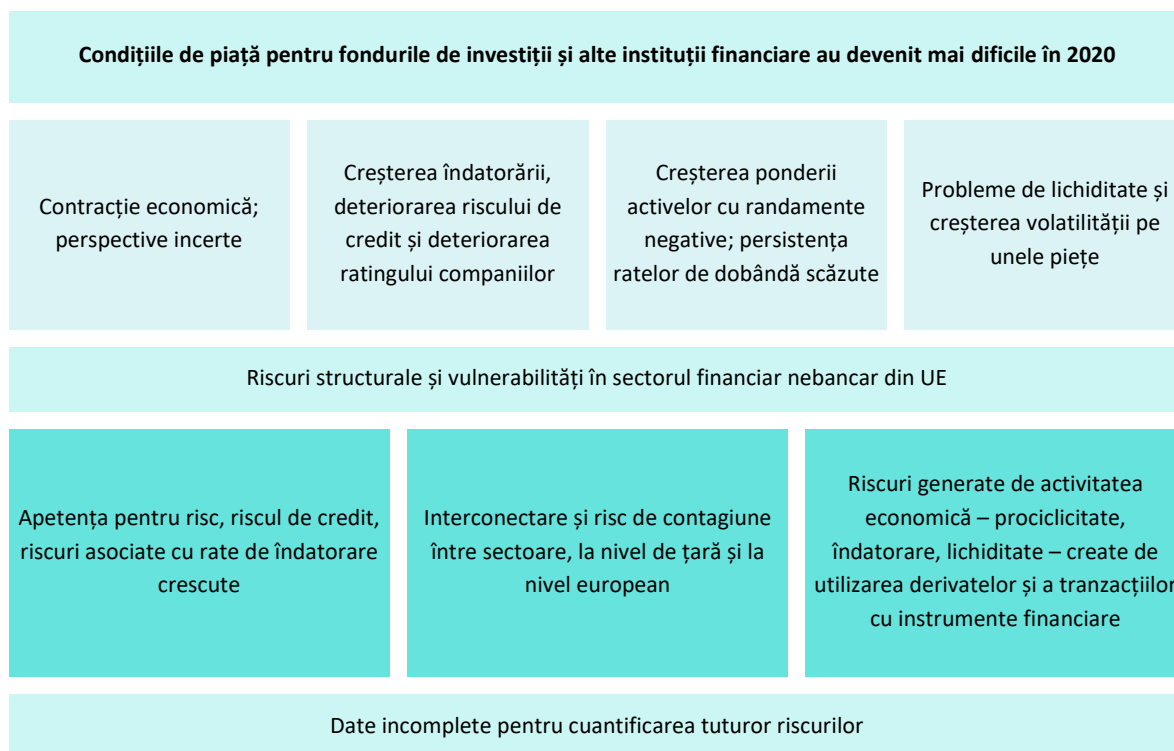 Condițiile de piață pentru fondurile de investiții și alte instituții financiare au devenit mai dificile în 2020
Contracție economică;
perspective incerte
Creșterea îndatorării,
deteriorarea riscului de
credit și deteriorarea
ratingului companiilor
Creșterea ponderii
activelor cu randamente
negative; persistența
ratelor de dobândă scăzute
Probleme de lichiditate și
creșterea volatilității pe
unele piețe
Riscuri structurale și vulnerabilități în sectorul financiar nebancar din UE
Apetența pentru risc, riscul de credit,
riscuri asociate cu rate de îndatorare
crescute
Interconectare și risc de contagiune
între sectoare, la nivel de țară și la
nivel european
Riscuri generate de activitatea
economică – prociclicitate,
îndatorare, lichiditate – create de
utilizarea derivatelor și a tranzacțiilor
cu instrumente financiare
Date incomplete pentru cuantificarea tuturor riscurilor